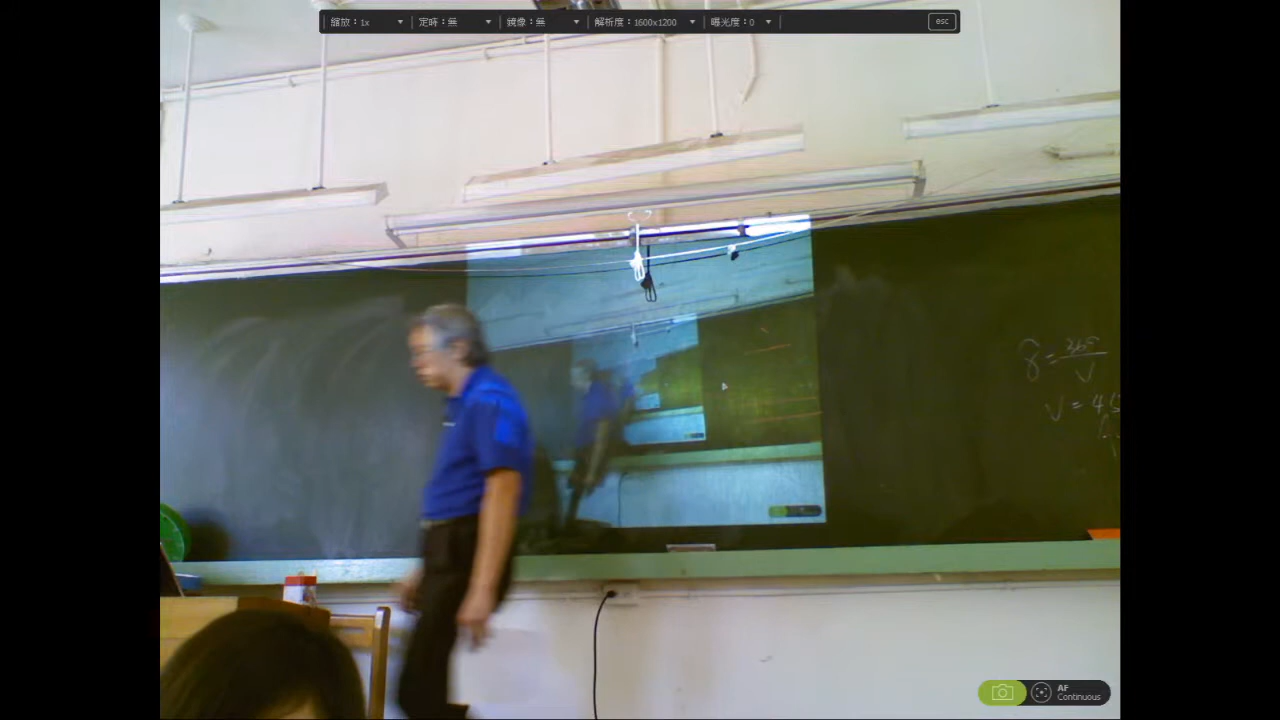 縮放：1x 定時：無 鏡像：無 解析度：1600x1200 曝光度：0 esc
V = 4
AF
Continuous